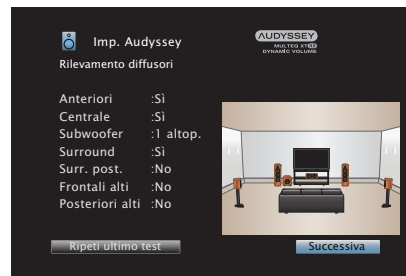 Imp. Audyssey
AUDYSSEY
MULTEQ XT32
DYNAMIC VOLUME
Rilevamento diffusori
Anteriori :Sì
Centrale :Sì
Subwoofer :1 altop.
Surround :Sì
Surr. post. :No
Frontali alti :No
Posteriori alti :No
Ripeti ultimo test
Successiva